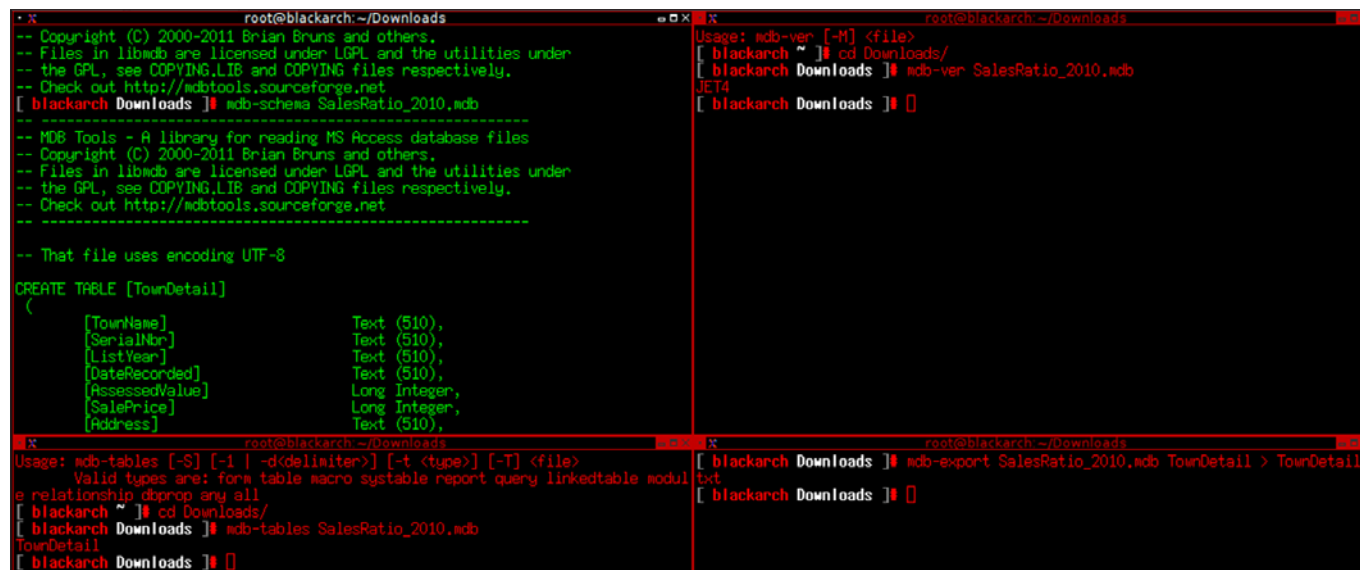 root@blackarch:~/Downloads
-- Copyright (C) 2000-2011 Brian Bruns and others.
-- Files in libmdb are licensed under LGPL and the utilities under
-- the GPL, see COPYING.LIB and COPYING files respectively.
-- Check out http://mdbtools.sourceforge.net
[ blackarch Downloads ]# mdb-schema SalesRatio_2010.mdb
-- ----------------------------------------------------------
-- MDB Tools - A library for reading MS Access database files
-- Copyright (C) 2000-2011 Brian Bruns and others.
-- Files in libmdb are licensed under LGPL and the utilities under
-- the GPL, see COPYING.LIB and COPYING files respectively.
-- Check out http://mdbtools.sourceforge.net
-- ----------------------------------------------------------
-- That file uses encoding UTF-8
CREATE TABLE [TownDetail]
(
[TownName] Text (510),
[SerialNbr] Text (510),
[ListYear] Text (510),
[DateRecorded] Text (510),
[AssessedValue] Long Integer,
[SalePrice] Long Integer,
[Address] Text (510),
root@blackarch:~/Downloads
Usage: mdb-ver [-M] <file>
[ blackarch ~ ]# cd Downloads/
[ blackarch Downloads ]# mdb-ver SalesRatio_2010.mdb
JET4
[ blackarch Downloads ]#
root@blackarch:~/Downloads
Usage: mdb-tables [-S] [-1 | -d<delimiter>] [-t <type>] [-T] <file>
Valid types are: form table macro systable report query linkedtable modul
e relationship dbprop any all
[ blackarch ~ ]# cd Downloads/
[ blackarch Downloads ]# mdb-tables SalesRatio_2010.mdb
TownDetail
[ blackarch Downloads ]#
root@blackarch:~/Downloads
[ blackarch Downloads ]# mdb-export SalesRatio_2010.mdb TownDetail > TownDetail
txt
[ blackarch Downloads ]#